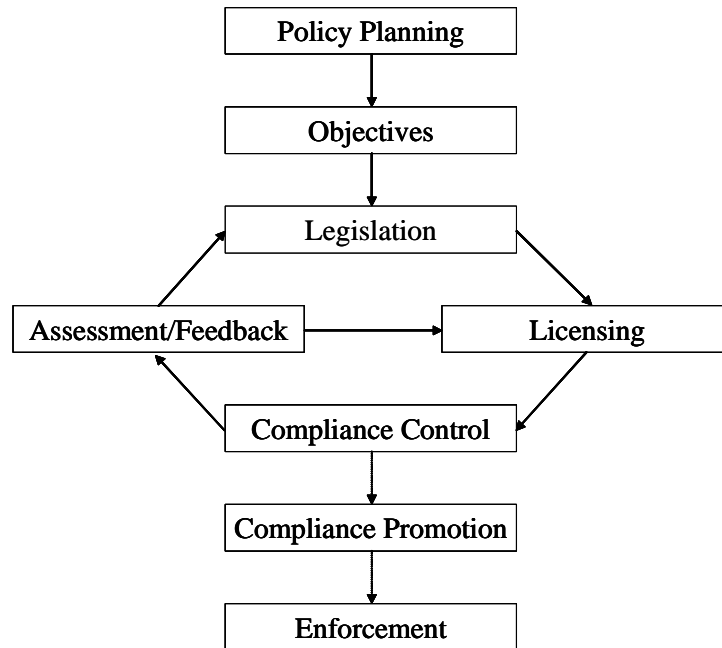 Policy Planning
Objectives
Legislation
Assessment/Feedback
Licensing
Compliance Control
Compliance Promotion
Enforcement